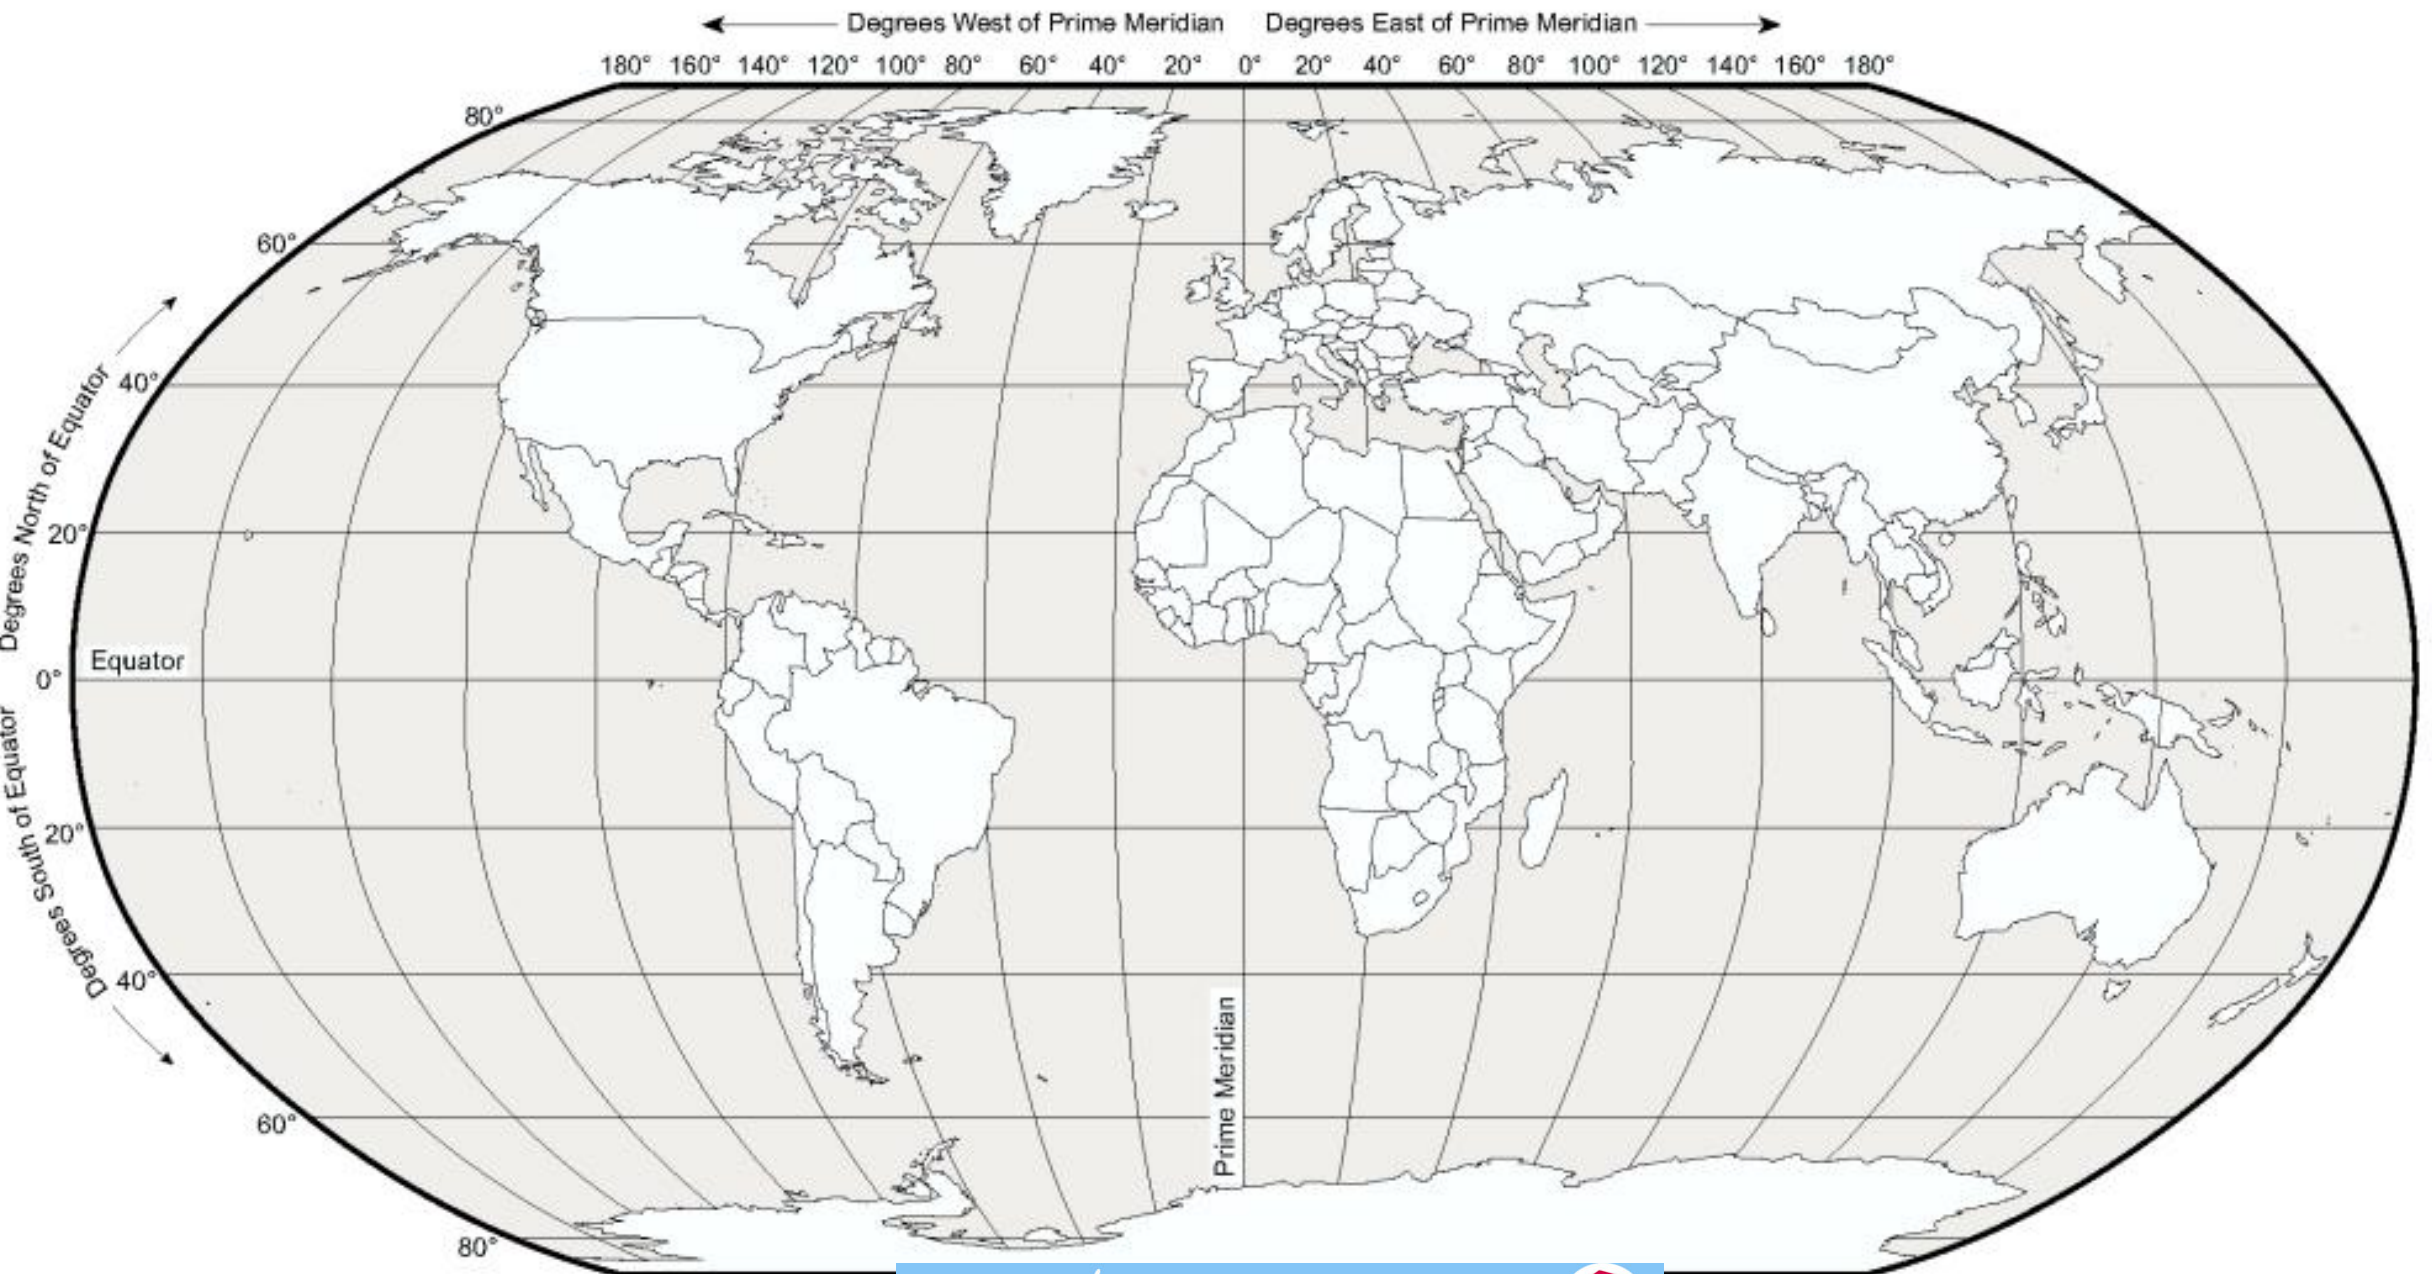 Degrees West of Prime Meridian Degrees East of Prime Meridian
180° 160° 140° 120° 100° 80° 60° 40° 20° 0° 20° 40° 60° 80° 100° 120° 140° 160° 180°
80°
60°
40°
Degrees North of Equator
20°
Equator
0°
Degrees South of Equator
20°
40°
Prime Meridian
60°
80°